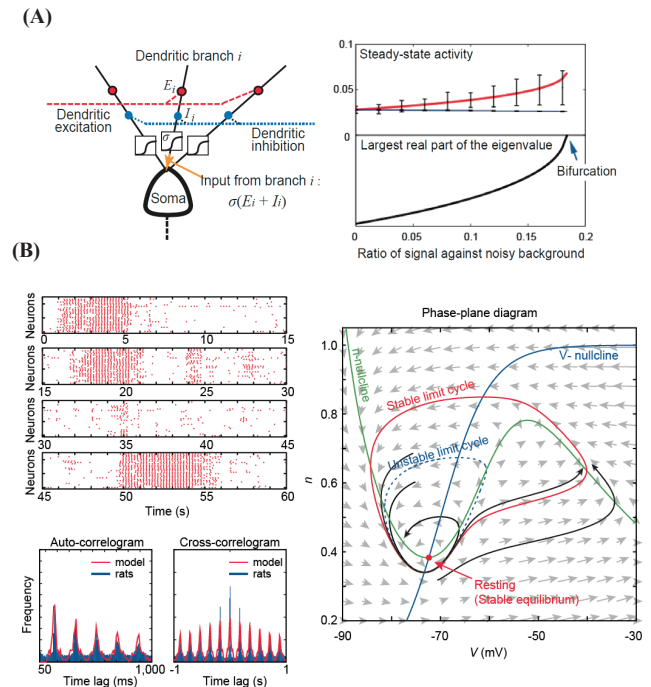 (A)
Dendritic branch i
Ei
Ii
Dendritic
excitation
Dendritic
inhibition
σ
Input from branch i :
σ(Ei + Ii)
Soma
0.1
0.05
0
Steady-state activity
Largest real part of the eigenvalue
Bifurcation
0 0.05 0.1 0.15 0.2
Ratio of signal against noisy background
(B)
Neurons
0 5 10 15
Neurons
15 20 25 30
Neurons
30 35 40 45
Neurons
45 50 55 60
Time (s)
Auto-correlogram
model
rats
Frequency
50 1,000
Time lag (ms)
Cross-correlogram
model
rats
-1 1
Time lag (s)
Phase-plane diagram
n-nullcline
V- nullcline
Stable limit cycle
Unstable limit cycle
Resting
(Stable equilibrium)
n
1.0
0.8
0.6
0.4
0.2
-90 -70 -50 -30
V (mV)